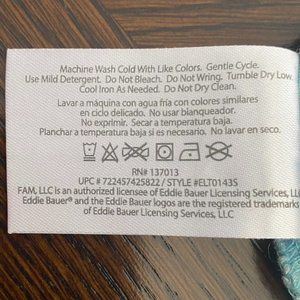 Machine Wash Cold With Like Colors. Gentle Cycle.
Use Mild Detergent. Do Not Bleach. Do Not Wring. Tumble Dry Low.
Cool Iron As Needed. Do Not Dry Clean.
Lavar a máquina con agua fría con colores similares
en ciclo delicado. No usar blanqueador.
No exprimir. Secar a temperatura baja.
Planchar a temperatura baja si es necesario. No lavar en seco.
RN# 137013
UPC # 722457425822 / STYLE #ELT0143S
FAM, LLC is an authorized licensee of Eddie Bauer Licensing Services, LL
Eddie Bauer® and the Eddie Bauer logos are the registered trademarks
of Eddie Bauer Licensing Services, LLC